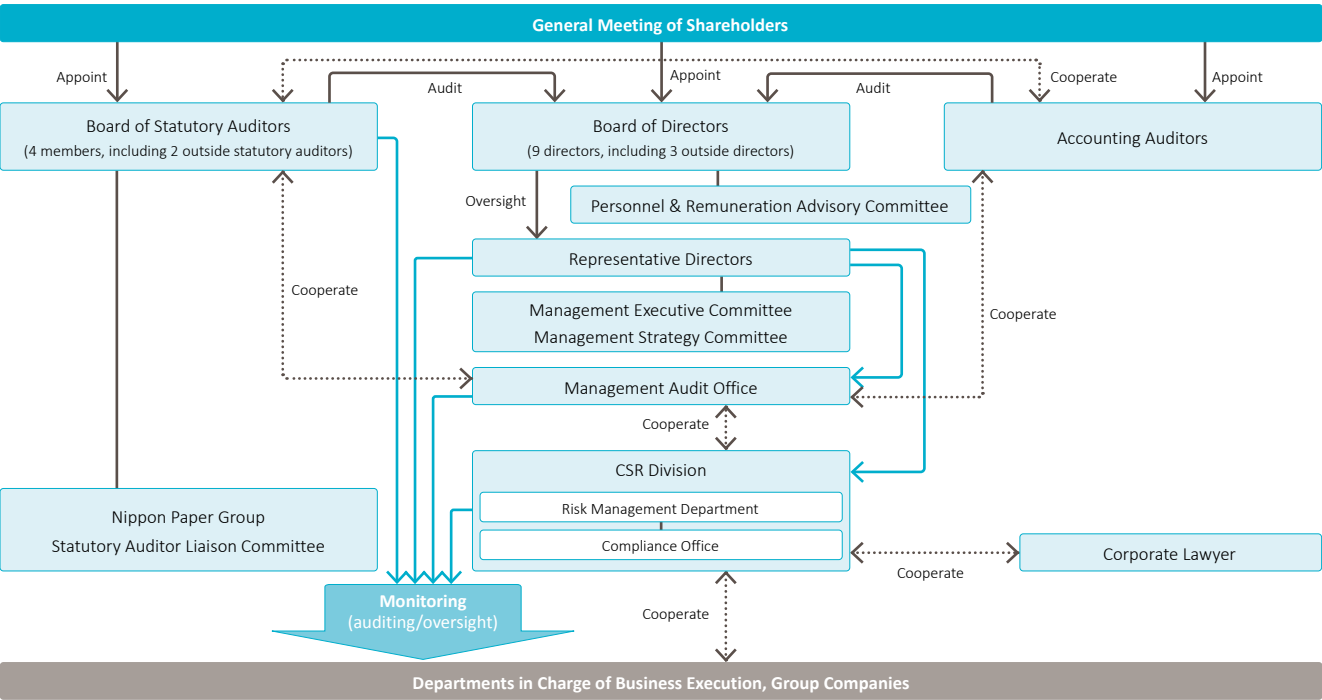 General Meeting of Shareholders
Appoint
Audit
Appoint
Audit
Cooperate
Appoint
Board of Statutory Auditors
(4 members, including 2 outside statutory auditors)
Board of Directors
(9 directors, including 3 outside directors)
Accounting Auditors
Oversight
Personnel & Remuneration Advisory Committee
Representative Directors
Cooperate
Management Executive Committee
Management Strategy Committee
Cooperate
Management Audit Office
Cooperate
CSR Division
Risk Management Department
Compliance Office
Nippon Paper Group
Statutory Auditor Liaison Committee
Corporate Lawyer
Cooperate
Monitoring
(auditing/oversight)
Cooperate
Departments in Charge of Business Execution, Group Companies